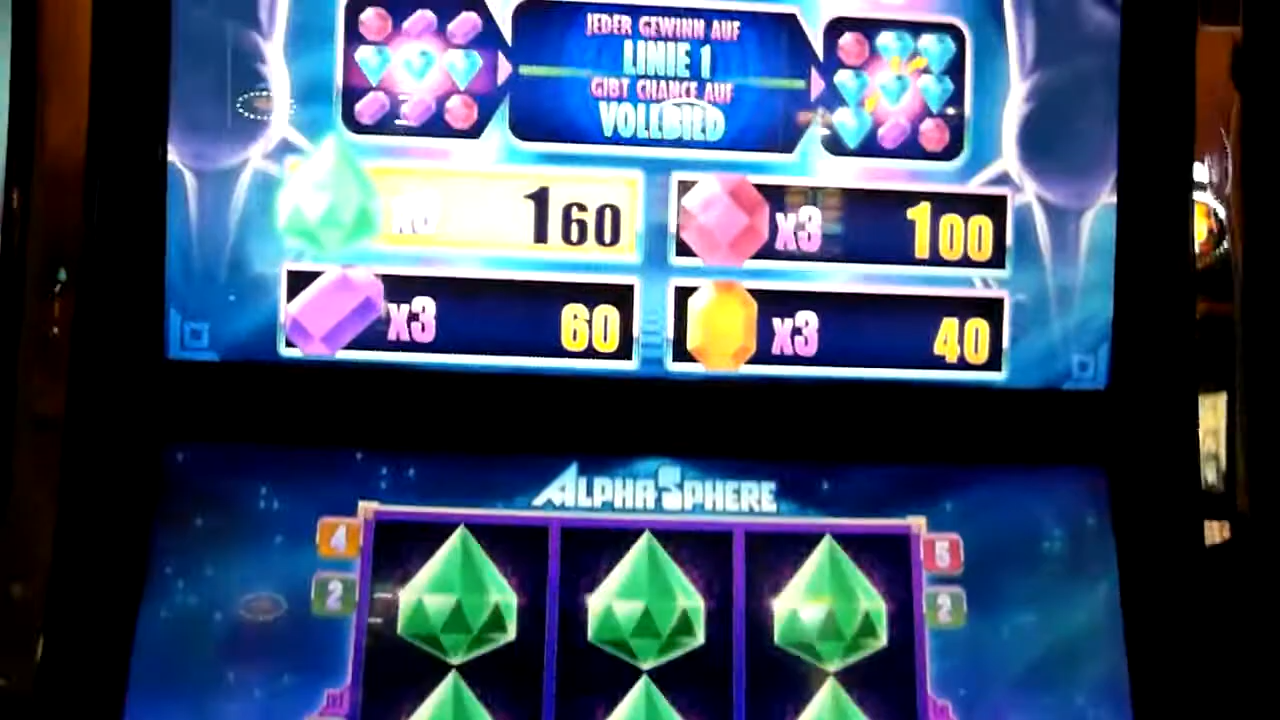 JEDER GEWINN AUF
LINIE 1
GIBT CHANCE AUF
VOLLBILD
160
x3 100
x3 60
x3 40
ALPHASPHERE
4
5
2
2